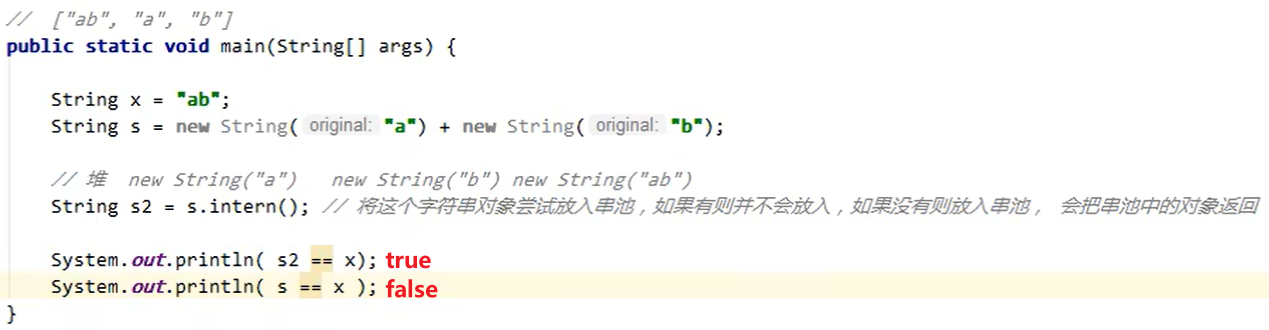 // ["ab", "a", "b"]
public static void main(String[] args) {
String x = "ab";
String s = new String( original: "a") + new String( original: "b");
// 堆 new String("a") new String("b") new String("ab")
String s2 = s.intern(); // 将这个字符串对象尝试放入串池，如果有则并不会放入，如果没有则放入串池， 会把串池中的对象返回
System.out.println( s2 == x); true
System.out.println( s == x ); false
}